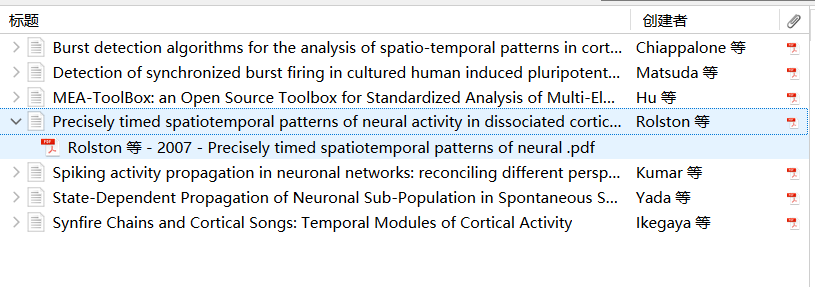 标题 创建者
Burst detection algorithms for the analysis of spatio-temporal patterns in cort... Chiappalone 等
Detection of synchronized burst firing in cultured human induced pluripotent... Matsuda 等
MEA-ToolBox: an Open Source Toolbox for Standardized Analysis of Multi-El... Hu 等
Precisely timed spatiotemporal patterns of neural activity in dissociated cortic... Rolston 等
Rolston 等 - 2007 - Precisely timed spatiotemporal patterns of neural .pdf
Spiking activity propagation in neuronal networks: reconciling different persp... Kumar 等
State-Dependent Propagation of Neuronal Sub-Population in Spontaneous S... Yada 等
Synfire Chains and Cortical Songs: Temporal Modules of Cortical Activity Ikegaya 等